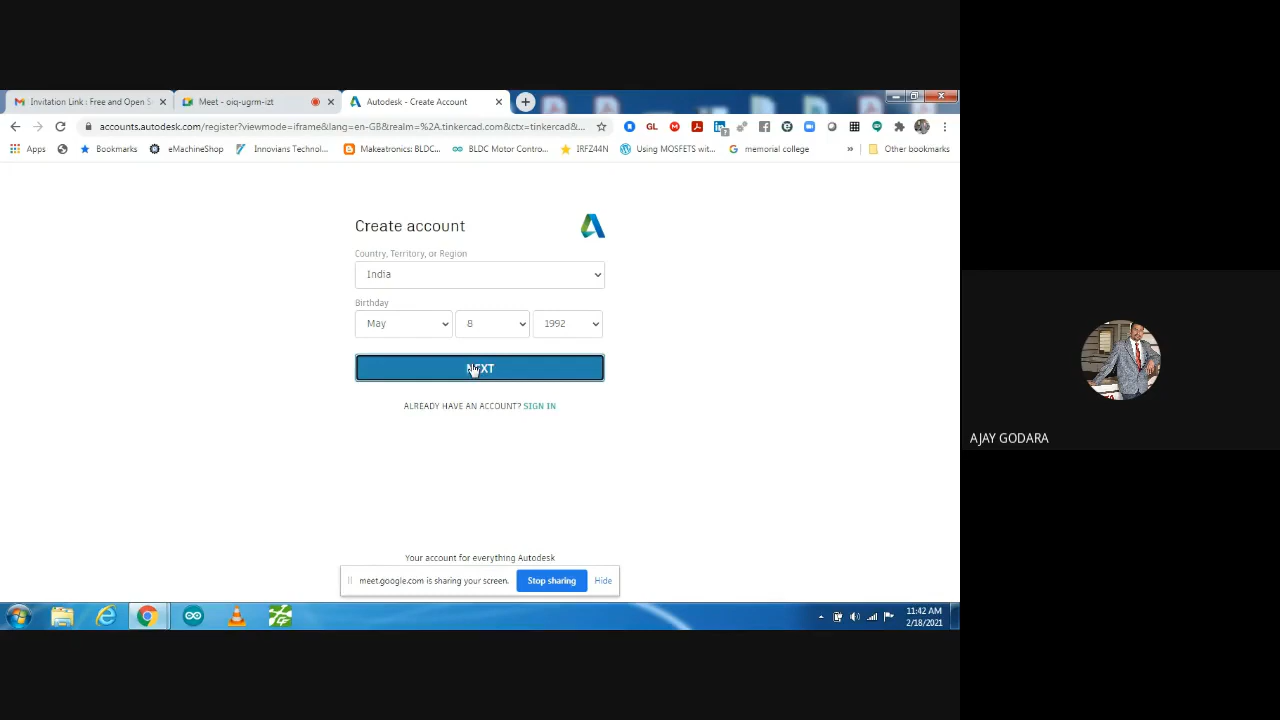 Invitation Link : Free and Open S
Meet - oiq-ugrm-izt
Autodesk - Create Account
accounts.autodesk.com/register?viewmode=iframe&lang=en-GB&realm=%2A.tinkercad.com&ctx=tinkercad&...
Apps
Bookmarks
eMachineShop
Innovians Technol...
Makeatronics: BLDC...
BLDC Motor Contro...
IRFZ44N
Using MOSFETS wit...
memorial college
»
Other bookmarks
Create account
Country, Territory, or Region
India
Birthday
May
8
1992
NEXT
ALREADY HAVE AN ACCOUNT? SIGN IN
Your account for everything Autodesk
meet.google.com is sharing your screen.
Stop sharing
Hide
11:42 AM
2/18/2021
AJAY GODARA